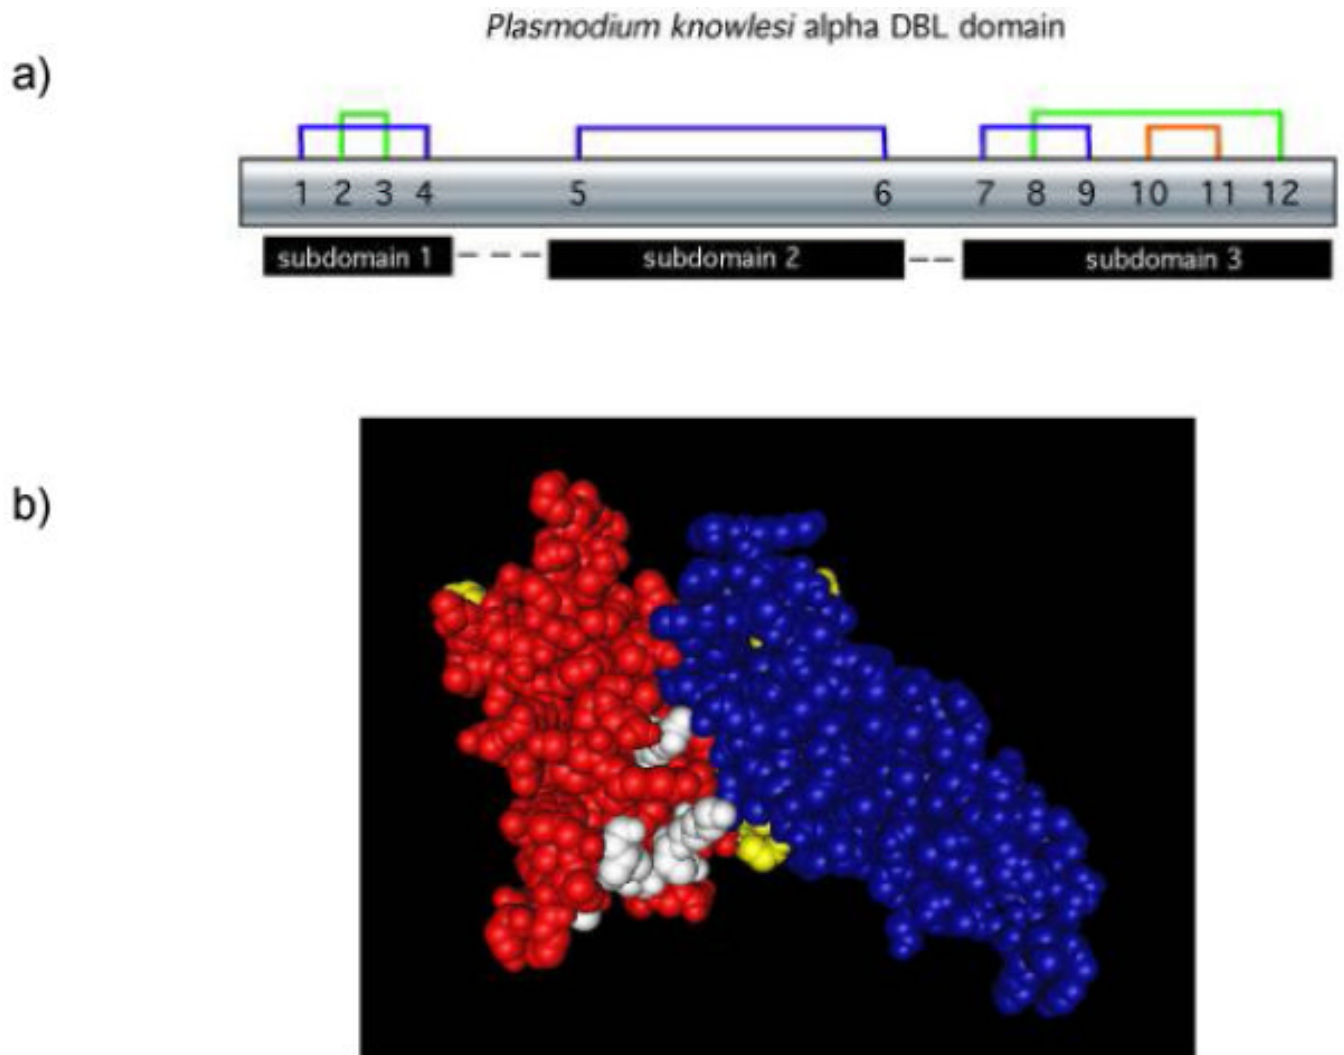 Plasmodium knowlesi alpha DBL domain
a)
1 2 3 4 5 6 7 8 9 10 11 12
subdomain 1 subdomain 2 subdomain 3
b)